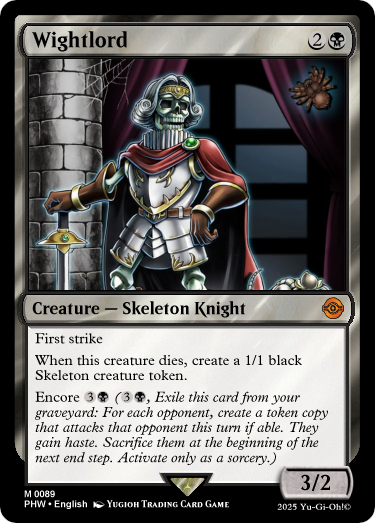 Wightlord 2
Creature — Skeleton Knight
First strike
When this creature dies, create a 1/1 black
Skeleton creature token.
Encore 3 (3, Exile this card from your
graveyard: For each opponent, create a token copy
that attacks that opponent this turn if able. They
gain haste. Sacrifice them at the beginning of the
next end step. Activate only as a sorcery.)
3/2
M 0089
PHW • English Yugioh Trading Card Game
2025 Yu-Gi-Oh!©